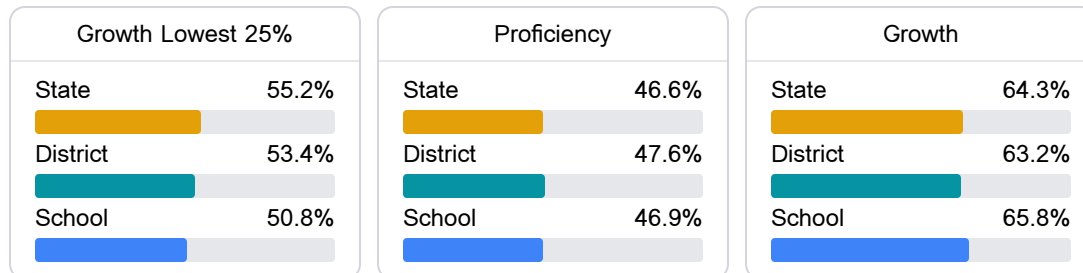 Growth Lowest 25%
State 55.2%
District 53.4%
School 50.8%
Proficiency
State 46.6%
District 47.6%
School 46.9%
Growth
State 64.3%
District 63.2%
School 65.8%